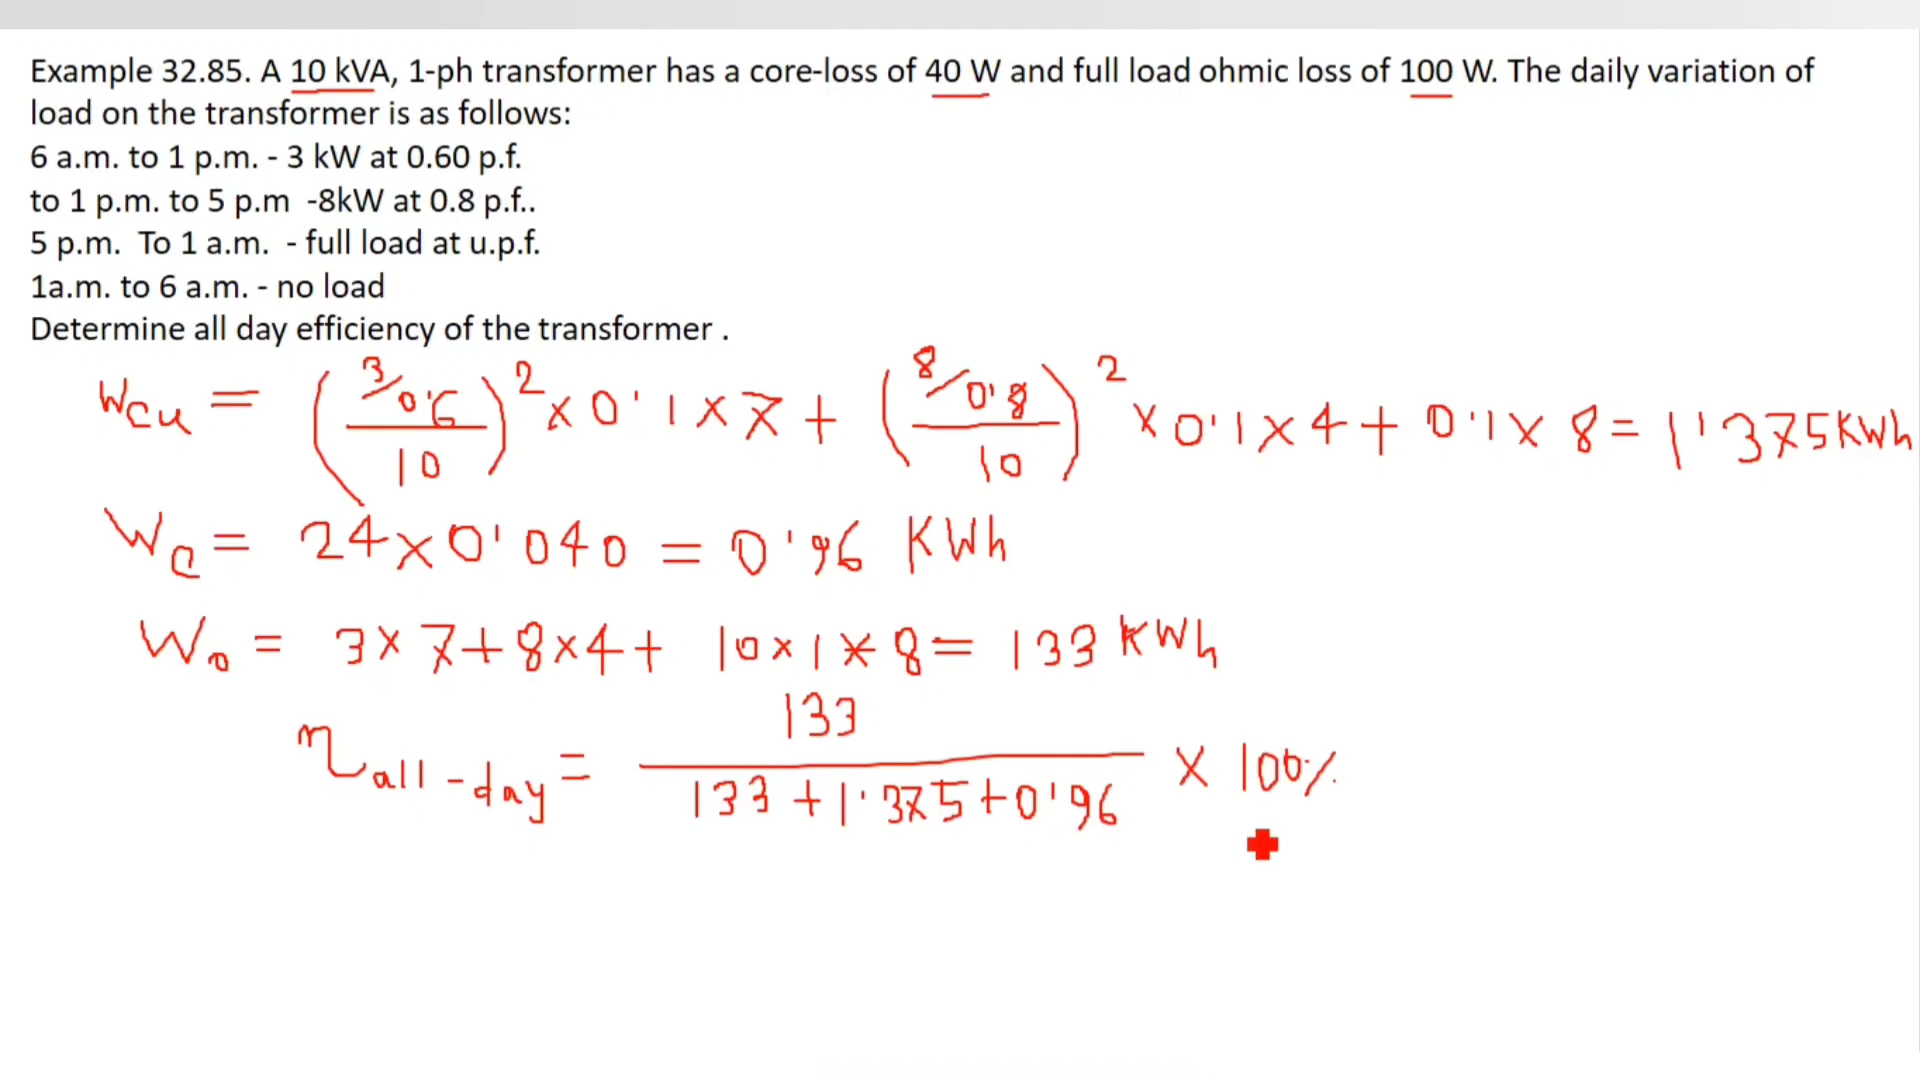 Example 32.85. A 10 kVA, 1-ph transformer has a core-loss of 40 W and full load ohmic loss of 100 W. The daily variation of
load on the transformer is as follows:
6 a.m. to 1 p.m. - 3 kW at 0.60 p.f.
to 1 p.m. to 5 p.m -8kW at 0.8 p.f..
5 p.m. To 1 a.m. - full load at u.p.f.
1a.m. to 6 a.m. - no load
Determine all day efficiency of the transformer .
Wcu = ((3/0.6)/10)² × 0.1 × 7 + ((8/0.8)/10)² × 0.1 × 4 + 0.1 × 8 = 1.375 KWh
Wc = 24 × 0.040 = 0.96 KWh
Wo = 3 × 7 + 8 × 4 + 10 × 1 × 8 = 133 KWh
133
η all-day = ——— × 100%
133 + 1.375 + 0.96